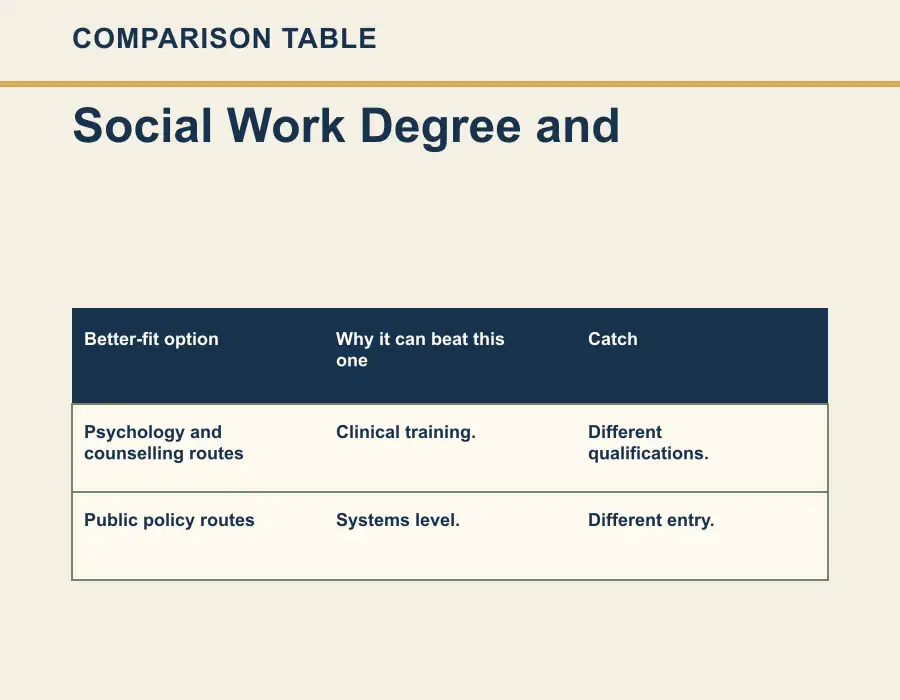 COMPARISON TABLE
Social Work Degree and
Better-fit option
Why it can beat this
one
Catch
Psychology and
counselling routes
Clinical training.
Different
qualifications.
Public policy routes
Systems level.
Different entry.